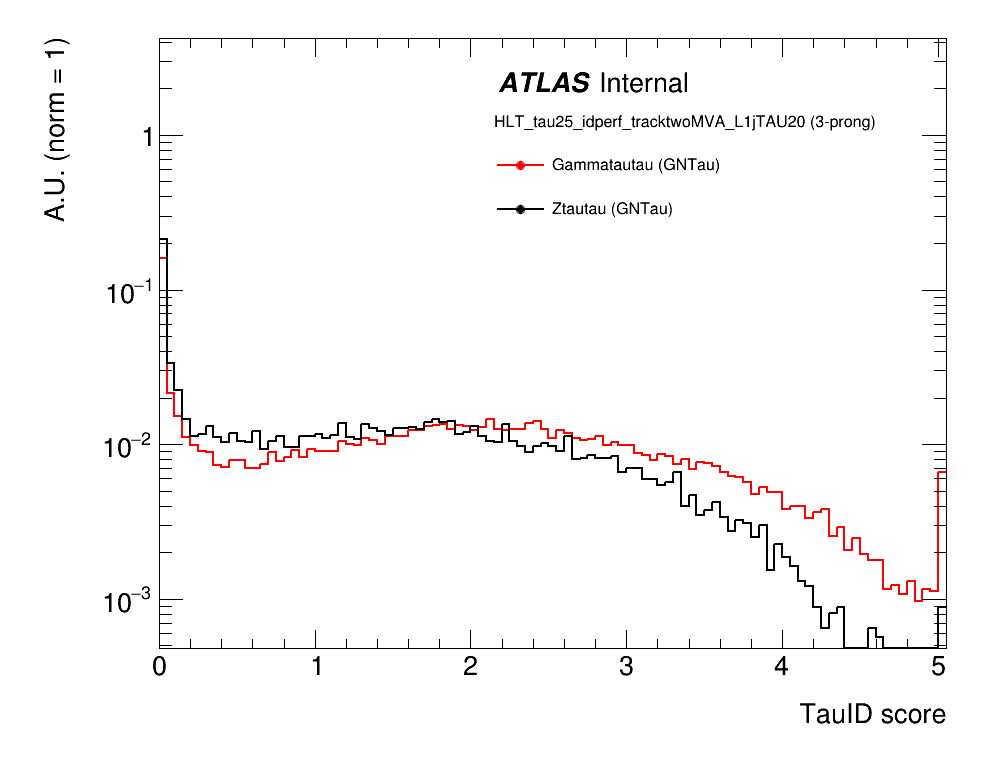 A.U. (norm = 1)
ATLAS Internal
HLT_tau25_idperf_tracktwoMVA_L1jTAU20 (3-prong)
Gammatautau (GNTau)
Ztautau (GNTau)
1
10⁻¹
10⁻²
10⁻³
0 1 2 3 4 5
TauID score